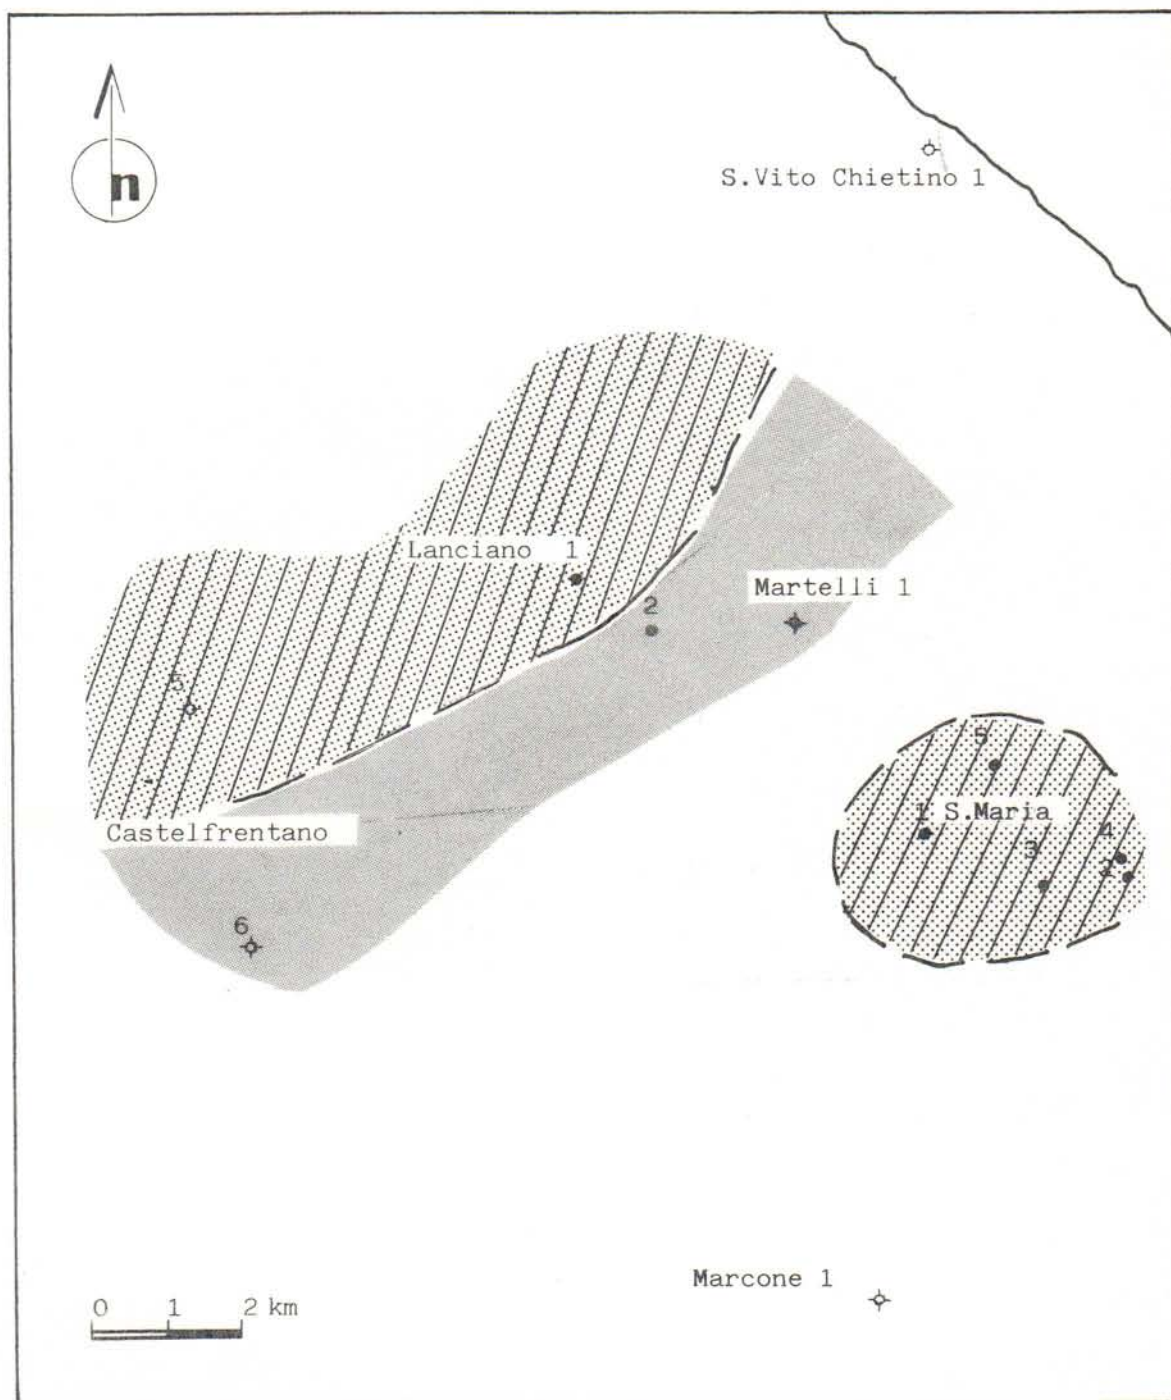 n
S.Vito Chietino 1
Lanciano 1
2
Martelli 1
5
5
1 S.Maria
4
3
2
Castelfrentano
6
Marcone 1
0 1 2 km